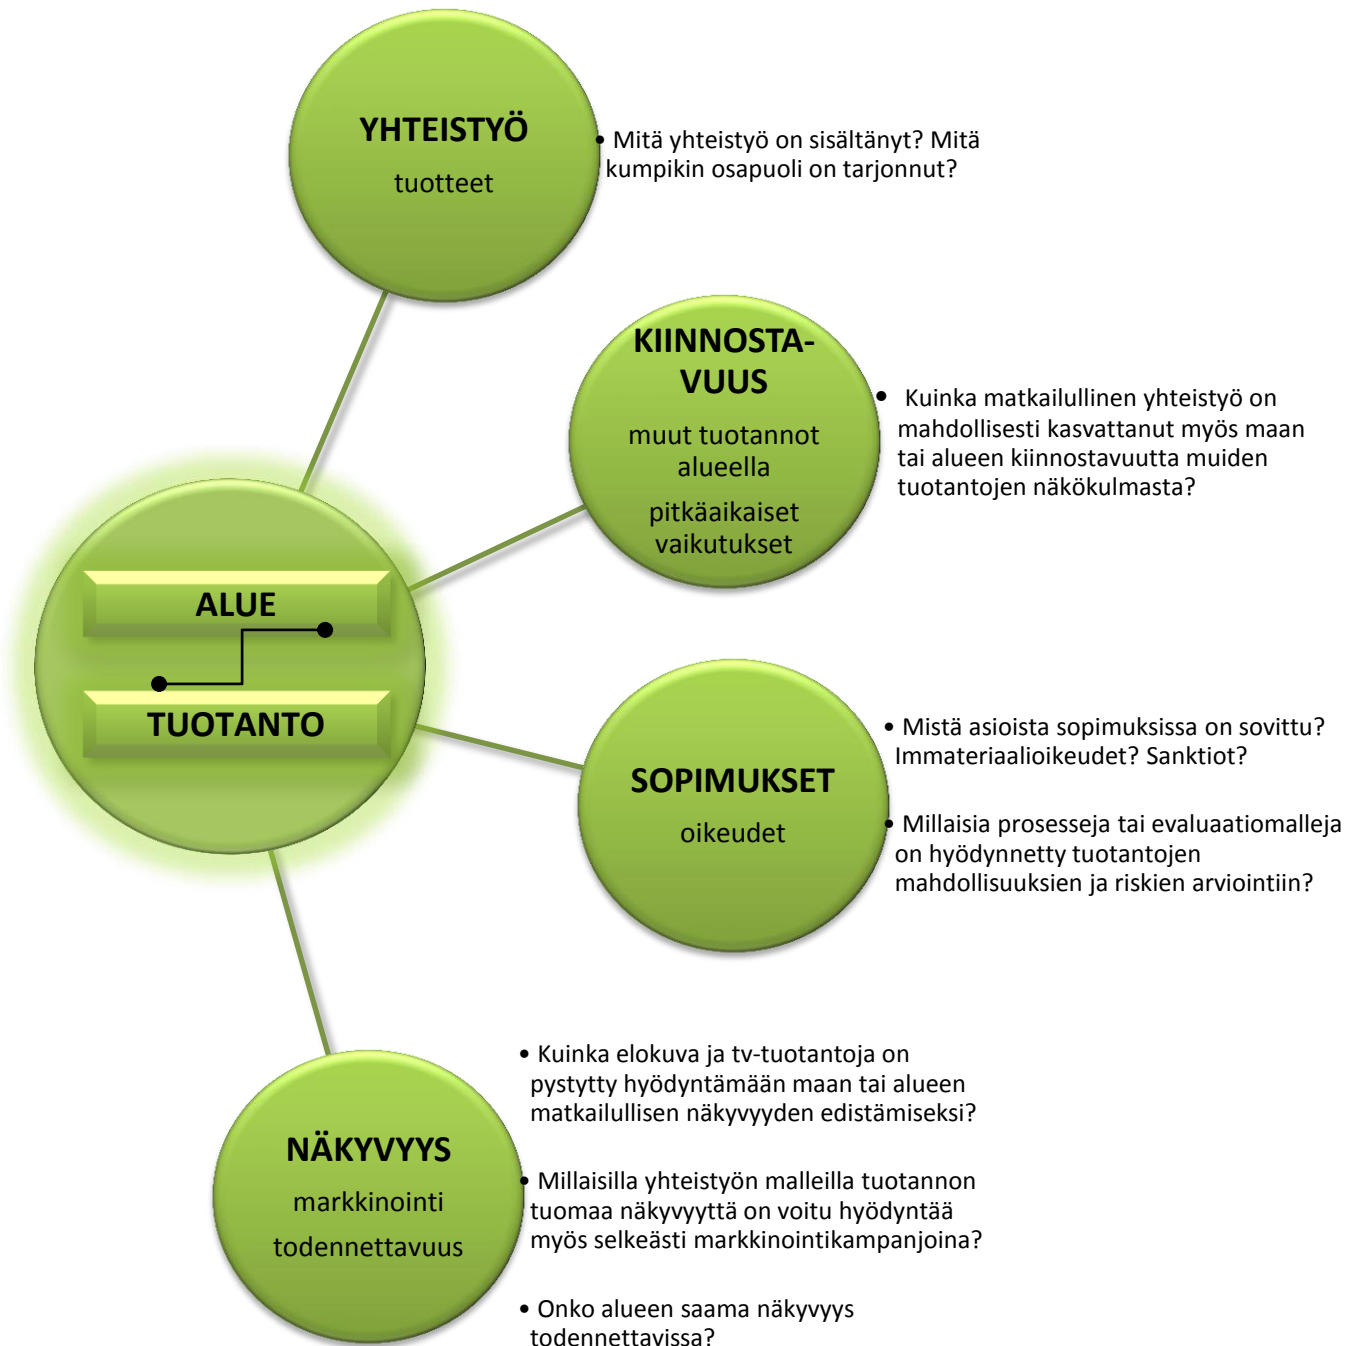 YHTEISTYÖ
tuotteet
• Mitä yhteistyö on sisältänyt? Mitä
kumpikin osapuoli on tarjonnut?
KIINNOSTA-
VUUS
muut tuotannot
alueella
pitkäaikaiset
vaikutukset
• Kuinka matkailullinen yhteistyö on
mahdollisesti kasvattanut myös maan
tai alueen kiinnostavuutta muiden
tuotantojen näkökulmasta?
ALUE
TUOTANTO
SOPIMUKSET
oikeudet
• Mistä asioista sopimuksissa on sovittu?
Immateriaalioikeudet? Sanktiot?
• Millaisia prosesseja tai evaluaatiomalleja
on hyödynnetty tuotantojen
mahdollisuuksien ja riskien arviointiin?
NÄKYVYYS
markkinointi
todennettavuus
• Kuinka elokuva ja tv-tuotantoja on
pystytty hyödyntämään maan tai alueen
matkailullisen näkyvyyden edistämiseksi?
• Millaisilla yhteistyön malleilla tuotannon
tuomaa näkyvyyttä on voitu hyödyntää
myös selkeästi markkinointikampanjoina?
• Onko alueen saama näkyvyys
todennettavissa?